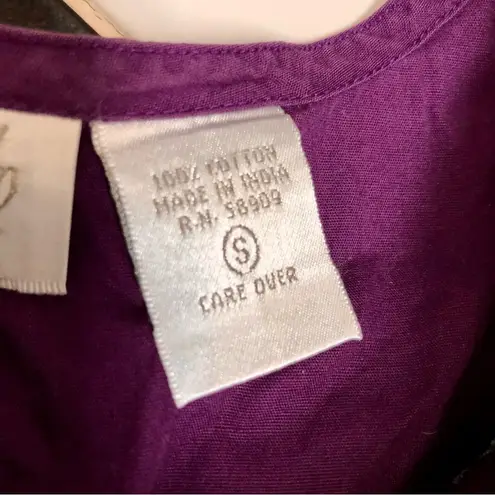 100% COTTON
MADE IN INDIA
R.N. 58909
S
CARE OVER